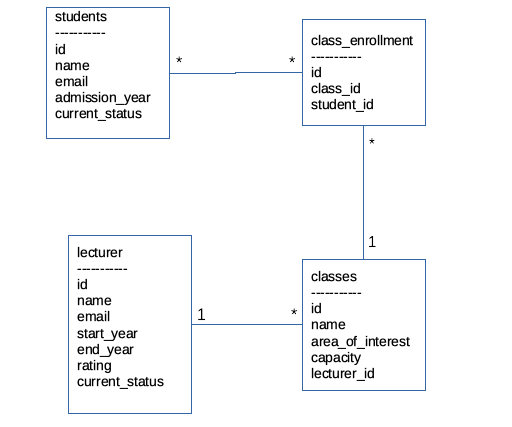 students
-----------
id
name
email
admission_year
current_status
*
*
class_enrollment
-----------
id
class_id
student_id
*
1
lecturer
-----------
id
name
email
start_year
end_year
rating
current_status
1
*
classes
-----------
id
name
area_of_interest
capacity
lecturer_id